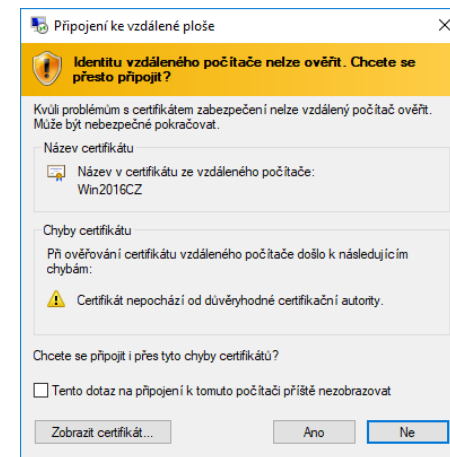 Připojení ke vzdálené ploše
Identitu vzdáleného počítače nelze ověřit. Chcete se
přesto připojit?
Kvůli problémům s certifikátem zabezpečení nelze vzdálený počítač ověřit.
Může být nebezpečné pokračovat.
Název certifikátu
Název v certifikátu ze vzdáleného počítače:
Win2016CZ
Chyby certifikátu
Při ověřování certifikátu vzdáleného počítače došlo k následujícím
chybám:
Certifikát nepochází od důvěryhodné certifikační autority.
Chcete se připojit i přes tyto chyby certifikátů?
Tento dotaz na připojení k tomuto počítači příště nezobrazovat
Zobrazit certifikát...
Ano
Ne